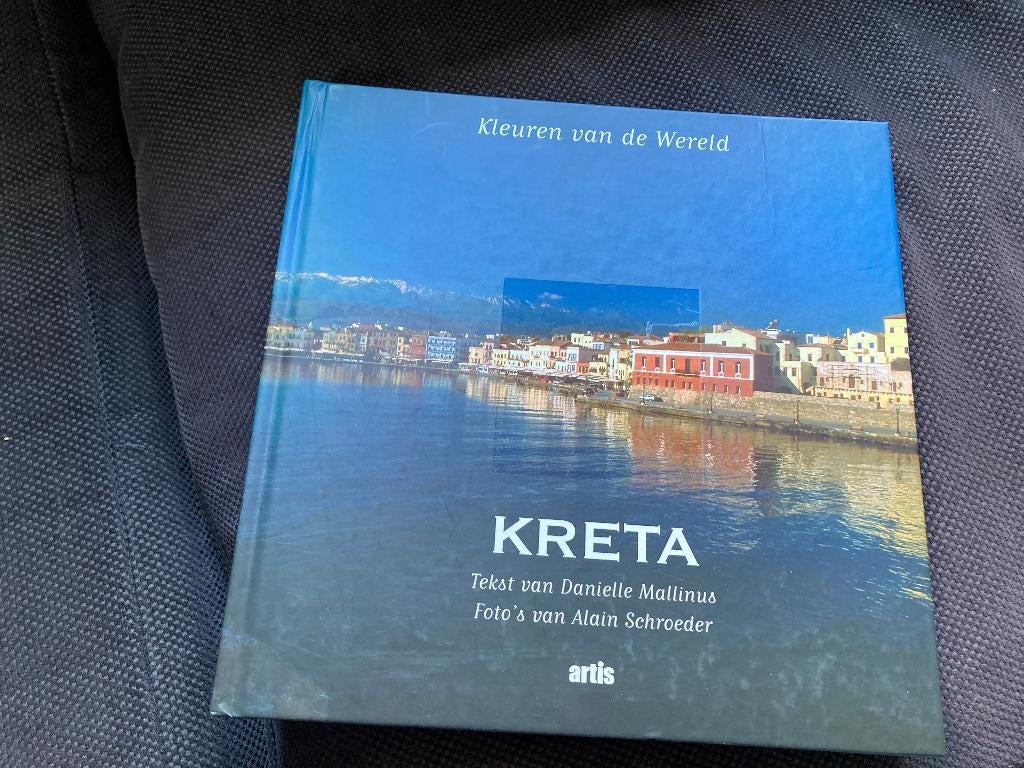 Kleuren van de Wereld
KRETA
Tekst van Danielle Mallinus
Foto's van Alain Schroeder
artis